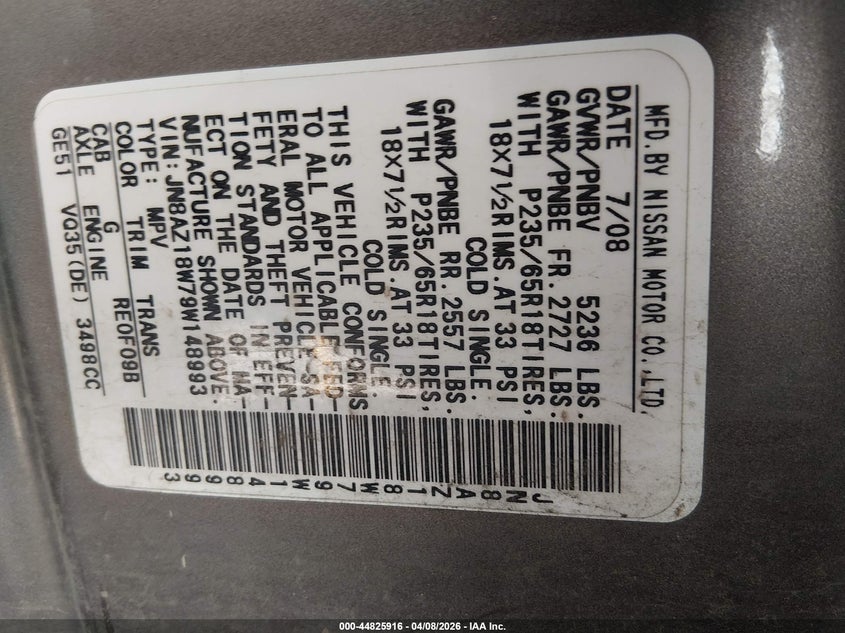 MFD.BY NISSAN MOTOR CO.,LTD.
DATE 7/08
GVWR/PNBV 5236 LBS.
GAWR/PNBE FR. 2727 LBS.
WITH P235/65R18TIRES,
18X7½RIMS.AT 33 PSI
COLD SINGLE.
GAWR/PNBE RR. 2557 LBS.
WITH P235/65R18TIRES,
18X7½RIMS.AT 33 PSI
COLD SINGLE.
THIS VEHICLE CONFORMS
TO ALL APPLICABLE FED-
ERAL MOTOR VEHICLE SA-
FETY AND THEFT PREVEN-
TION STANDARDS IN EFF-
ECT ON THE DATE OF MA-
NUFACTURE SHOWN ABOVE.
VIN: JN8AZ18W79W148993
TYPE: MPV
COLOR TRIM TRANS
G RE0F09B
CAB ENGINE
AXLE
GE51 VQ35(DE) 3498CC
JN8AZ18W79W148993
000-44825916 - 04/08/2026 - IAA Inc.